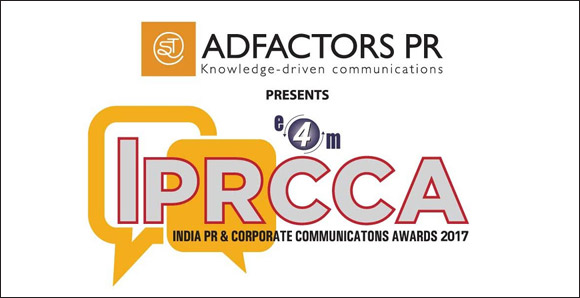 ADFACTORS PR
Knowledge-driven communications
PRESENTS
e4m
IPRCCA
INDIA PR & CORPORATE COMMUNICATONS AWARDS 2017